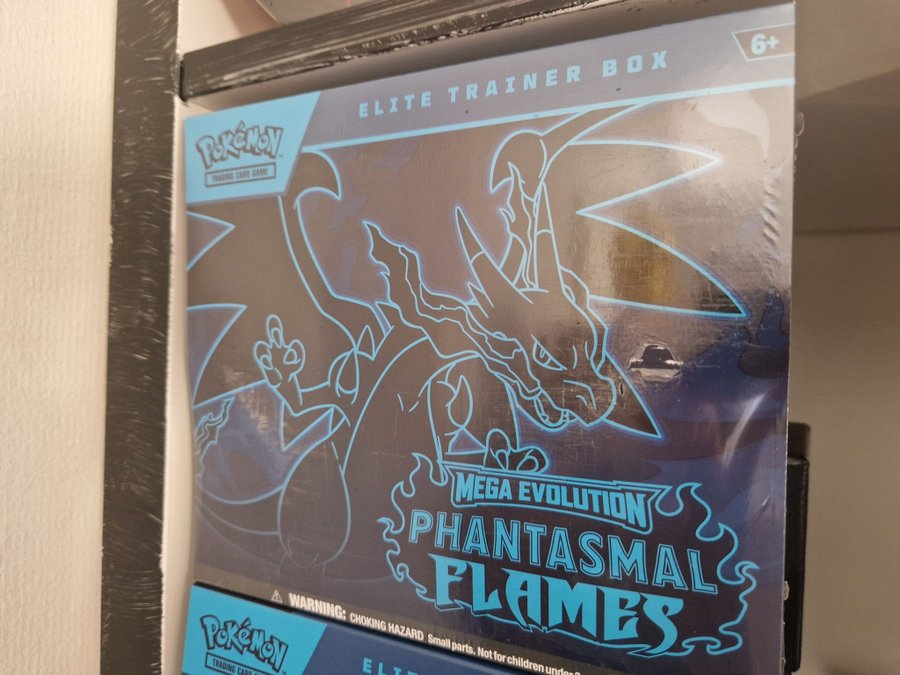 ELITE TRAINER BOX
6+
POKéMON
TRADING CARD GAME
MEGA EVOLUTION
PHANTASMAL
FLAMES
WARNING: CHOKING HAZARD Small parts. Not for children under
POKéMON
TRADING CARD GAME
ELITE